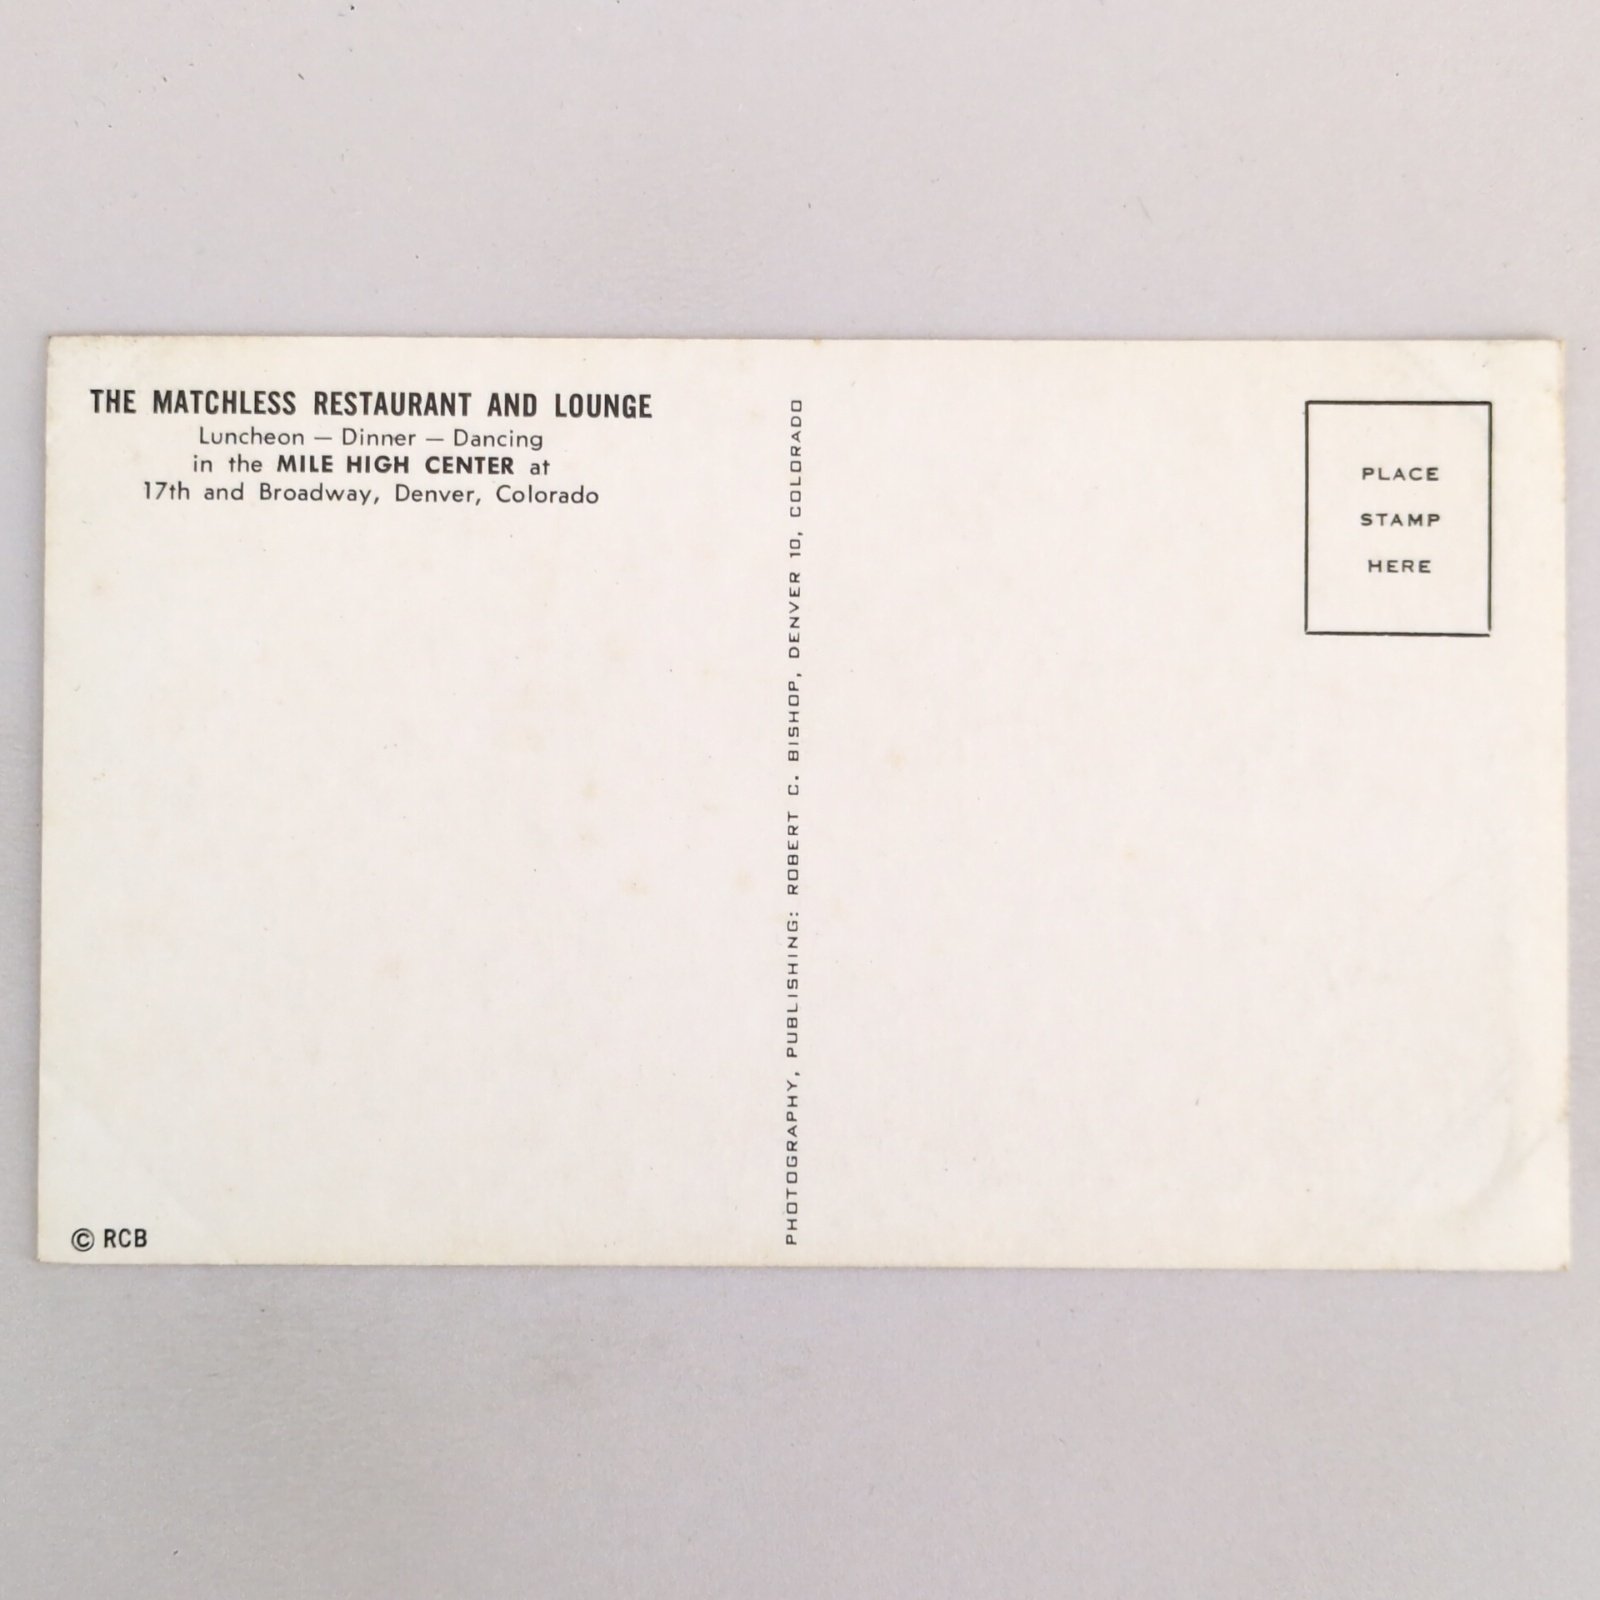 THE MATCHLESS RESTAURANT AND LOUNGE
Luncheon — Dinner — Dancing
in the MILE HIGH CENTER at
17th and Broadway, Denver, Colorado
© RCB
PHOTOGRAPHY, PUBLISHING: ROBERT C. BISHOP, DENVER 10, COLORADO
PLACE
STAMP
HERE